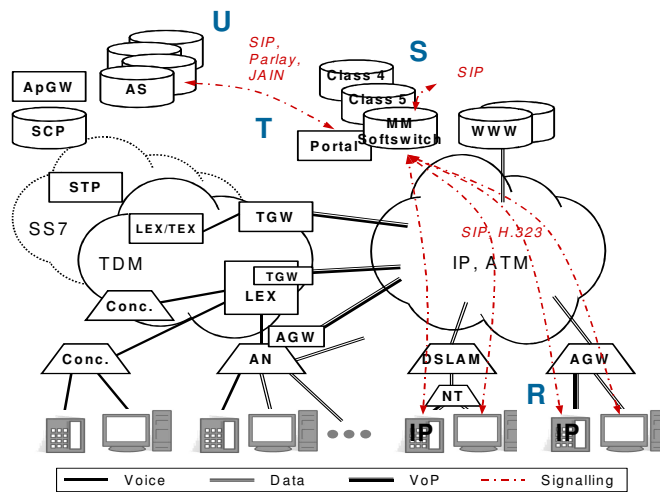 U
SIP,
Parlay,
JAIN
S
SIP
ApGW
AS
Class 4
Class 5
MM
Softswitch
WWW
SCP
T
Portal
STP
SS7
LEX/TEX
TGW
TDM
SIP, H.323
IP, ATM
TGW
LEX
Conc.
AGW
Conc.
AN
DSLAM
AGW
NT
R
IP
IP
Voice
Data
VoP
Signalling